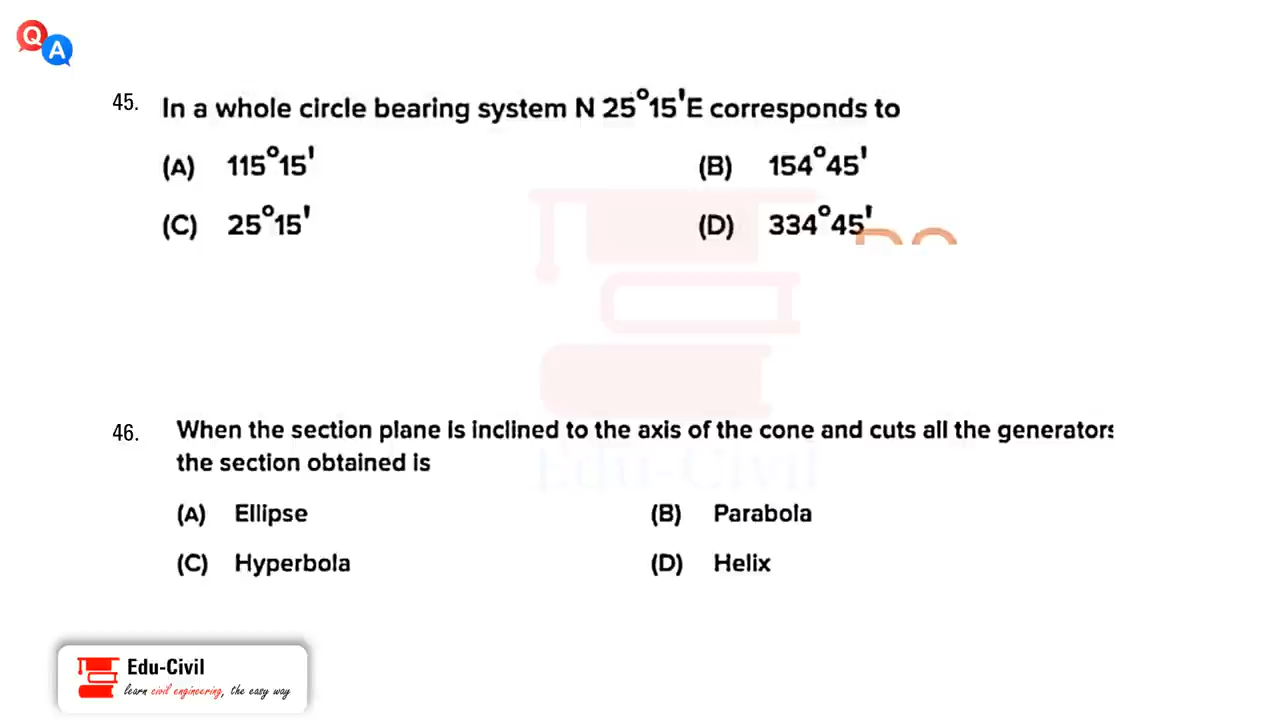 Q
A
45. In a whole circle bearing system N 25°15'E corresponds to
(A) 115°15' (B) 154°45'
(C) 25°15' (D) 334°45'
46. When the section plane is inclined to the axis of the cone and cuts all the generators
the section obtained is
Edu-Civil
(A) Ellipse (B) Parabola
(C) Hyperbola (D) Helix
Edu-Civil
learn civil engineering, the easy way